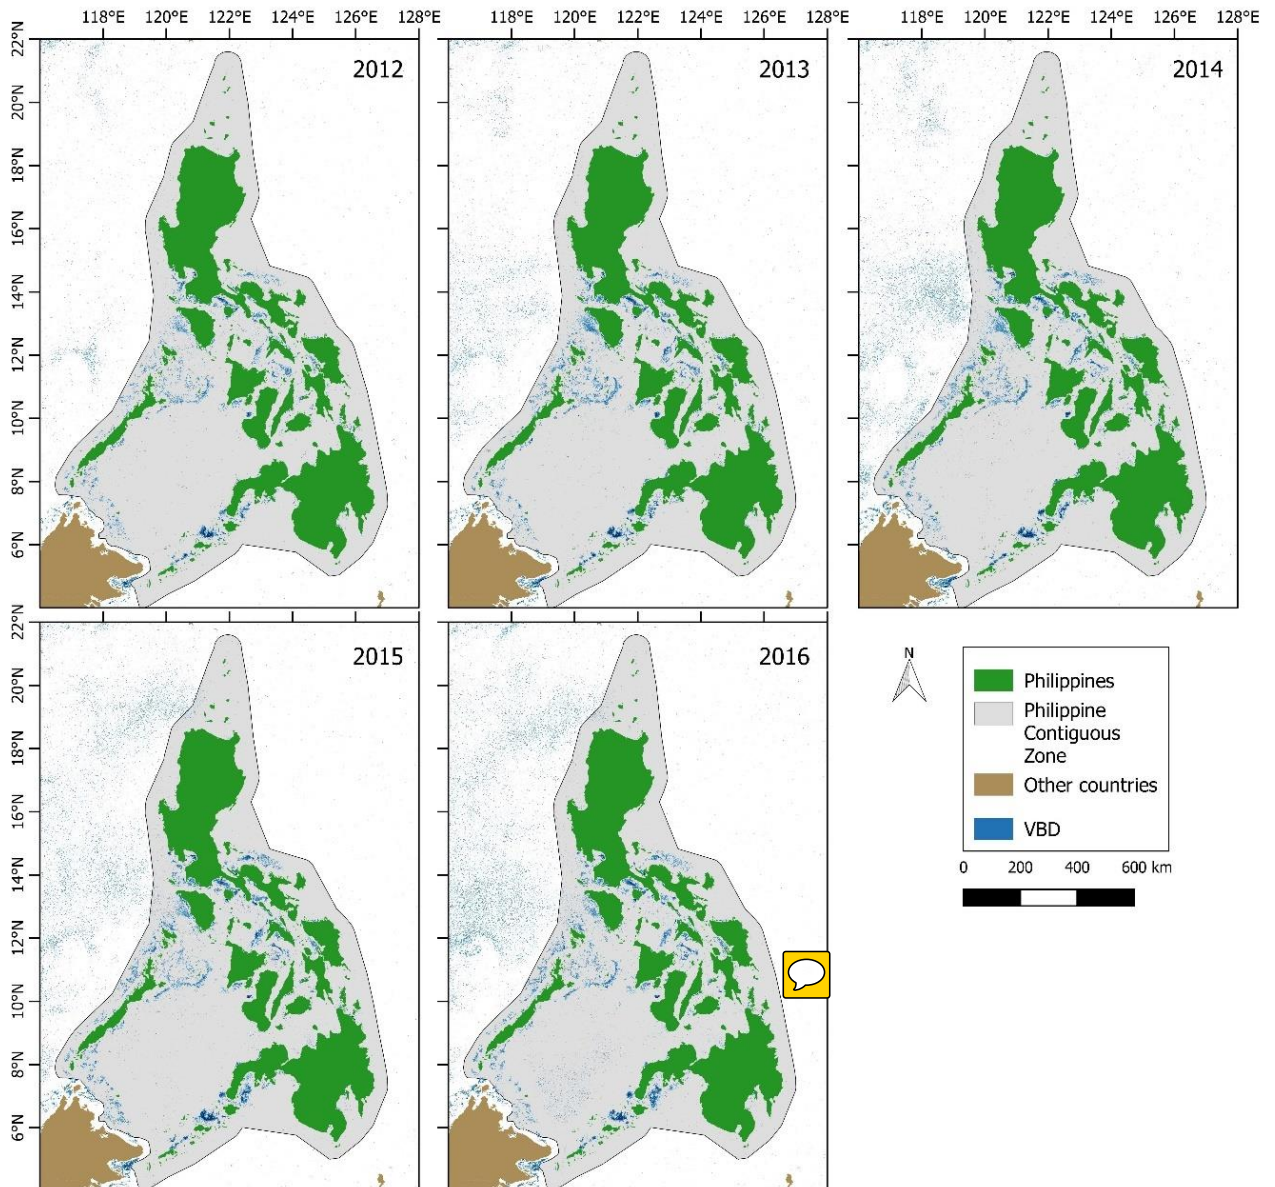 118°E 120°E 122°E 124°E 126°E 128°E 118°E 120°E 122°E 124°E 126°E 128°E 118°E 120°E 122°E 124°E 126°E 128°E
22°N
20°N
18°N
16°N
14°N
12°N
10°N
8°N
6°N
2012
2013
2014
22°N
20°N
18°N
16°N
14°N
12°N
10°N
8°N
6°N
2015
2016
N
Philippines
Philippine
Contiguous
Zone
Other countries
VBD
0 200 400 600 km